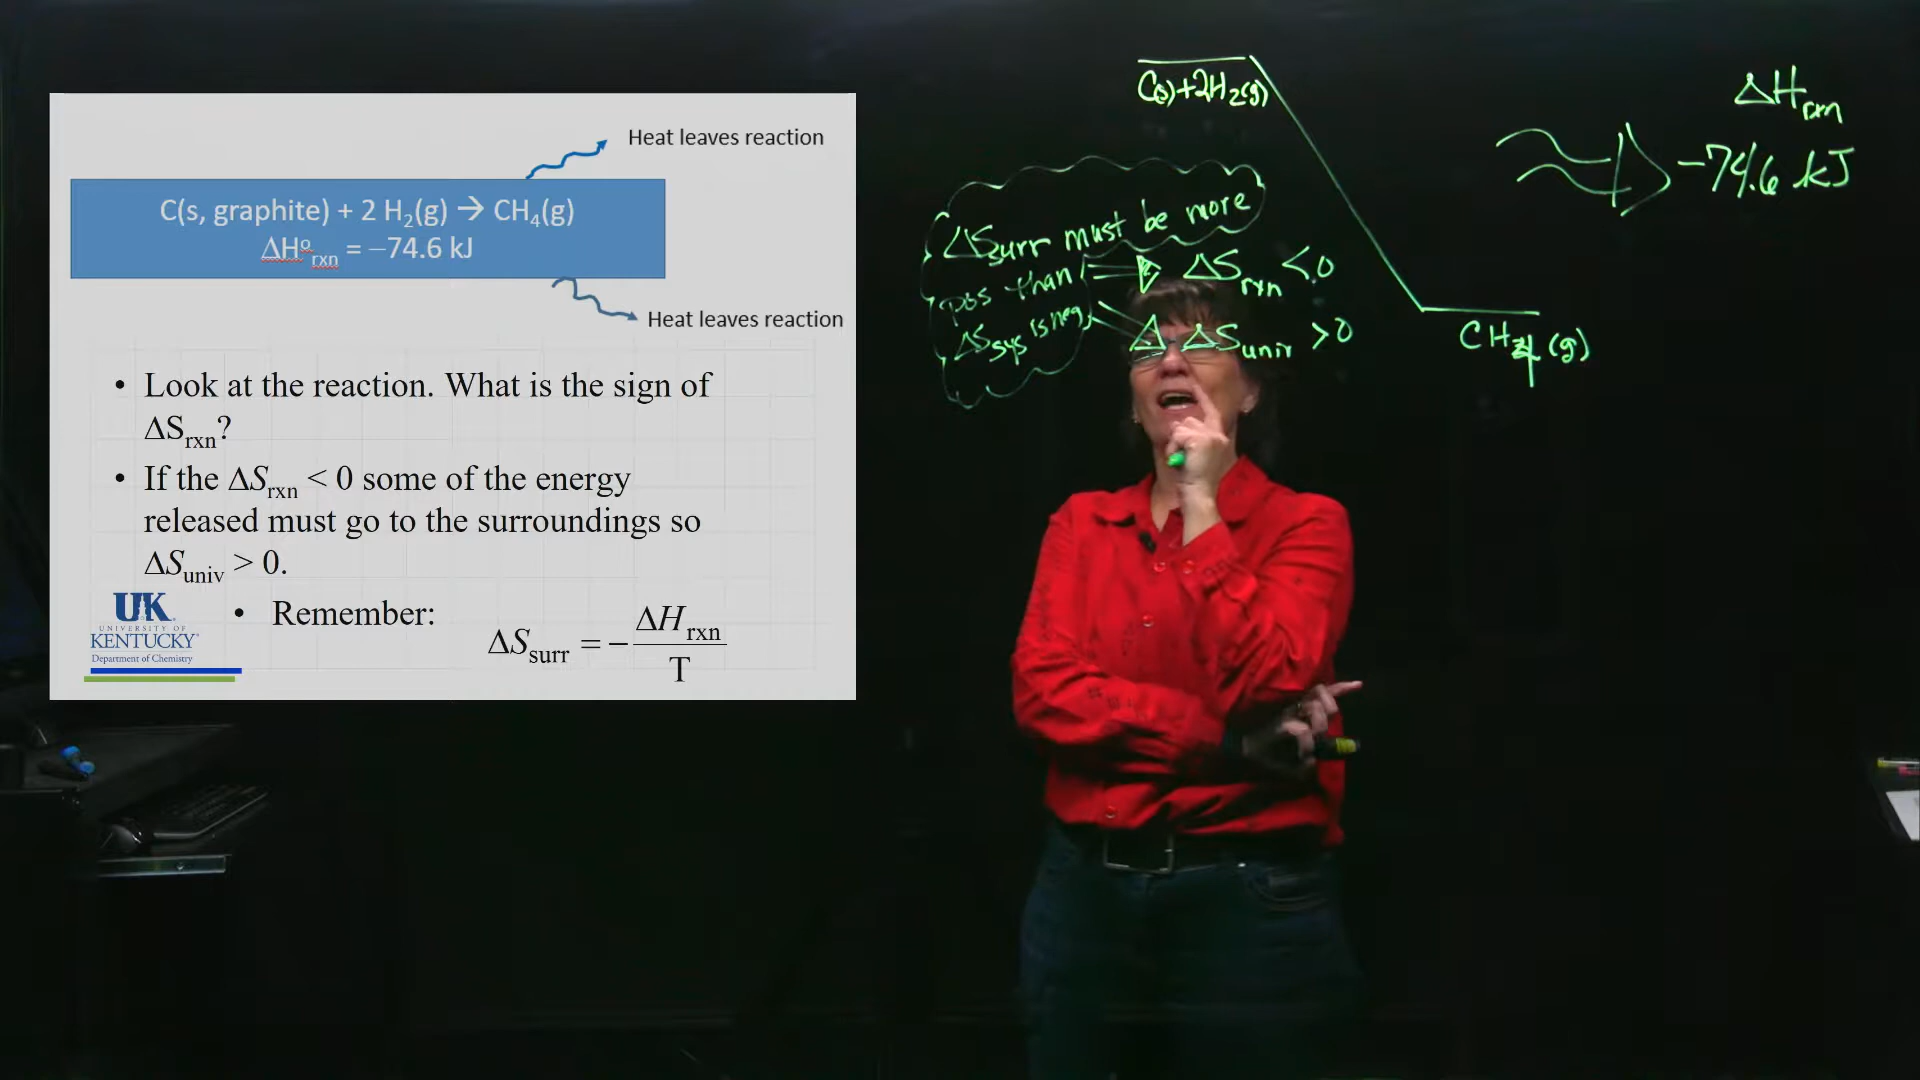 Heat leaves reaction
C(s, graphite) + 2 H₂(g) → CH₄(g)
ΔH°rxn = −74.6 kJ
Heat leaves reaction
• Look at the reaction. What is the sign of
ΔSrxn?
• If the ΔSrxn < 0 some of the energy
released must go to the surroundings so
ΔSuniv > 0.
• Remember:
ΔSsurr = − ΔHrxn / T
UK
UNIVERSITY OF
KENTUCKY
Department of Chemistry
C(s)+2H₂(g)
ΔHrxn
-74.6 kJ
ΔSsurr must be more
pos than
ΔSsys is neg
ΔSrxn < 0
ΔSuniv > 0
CH₄(g)